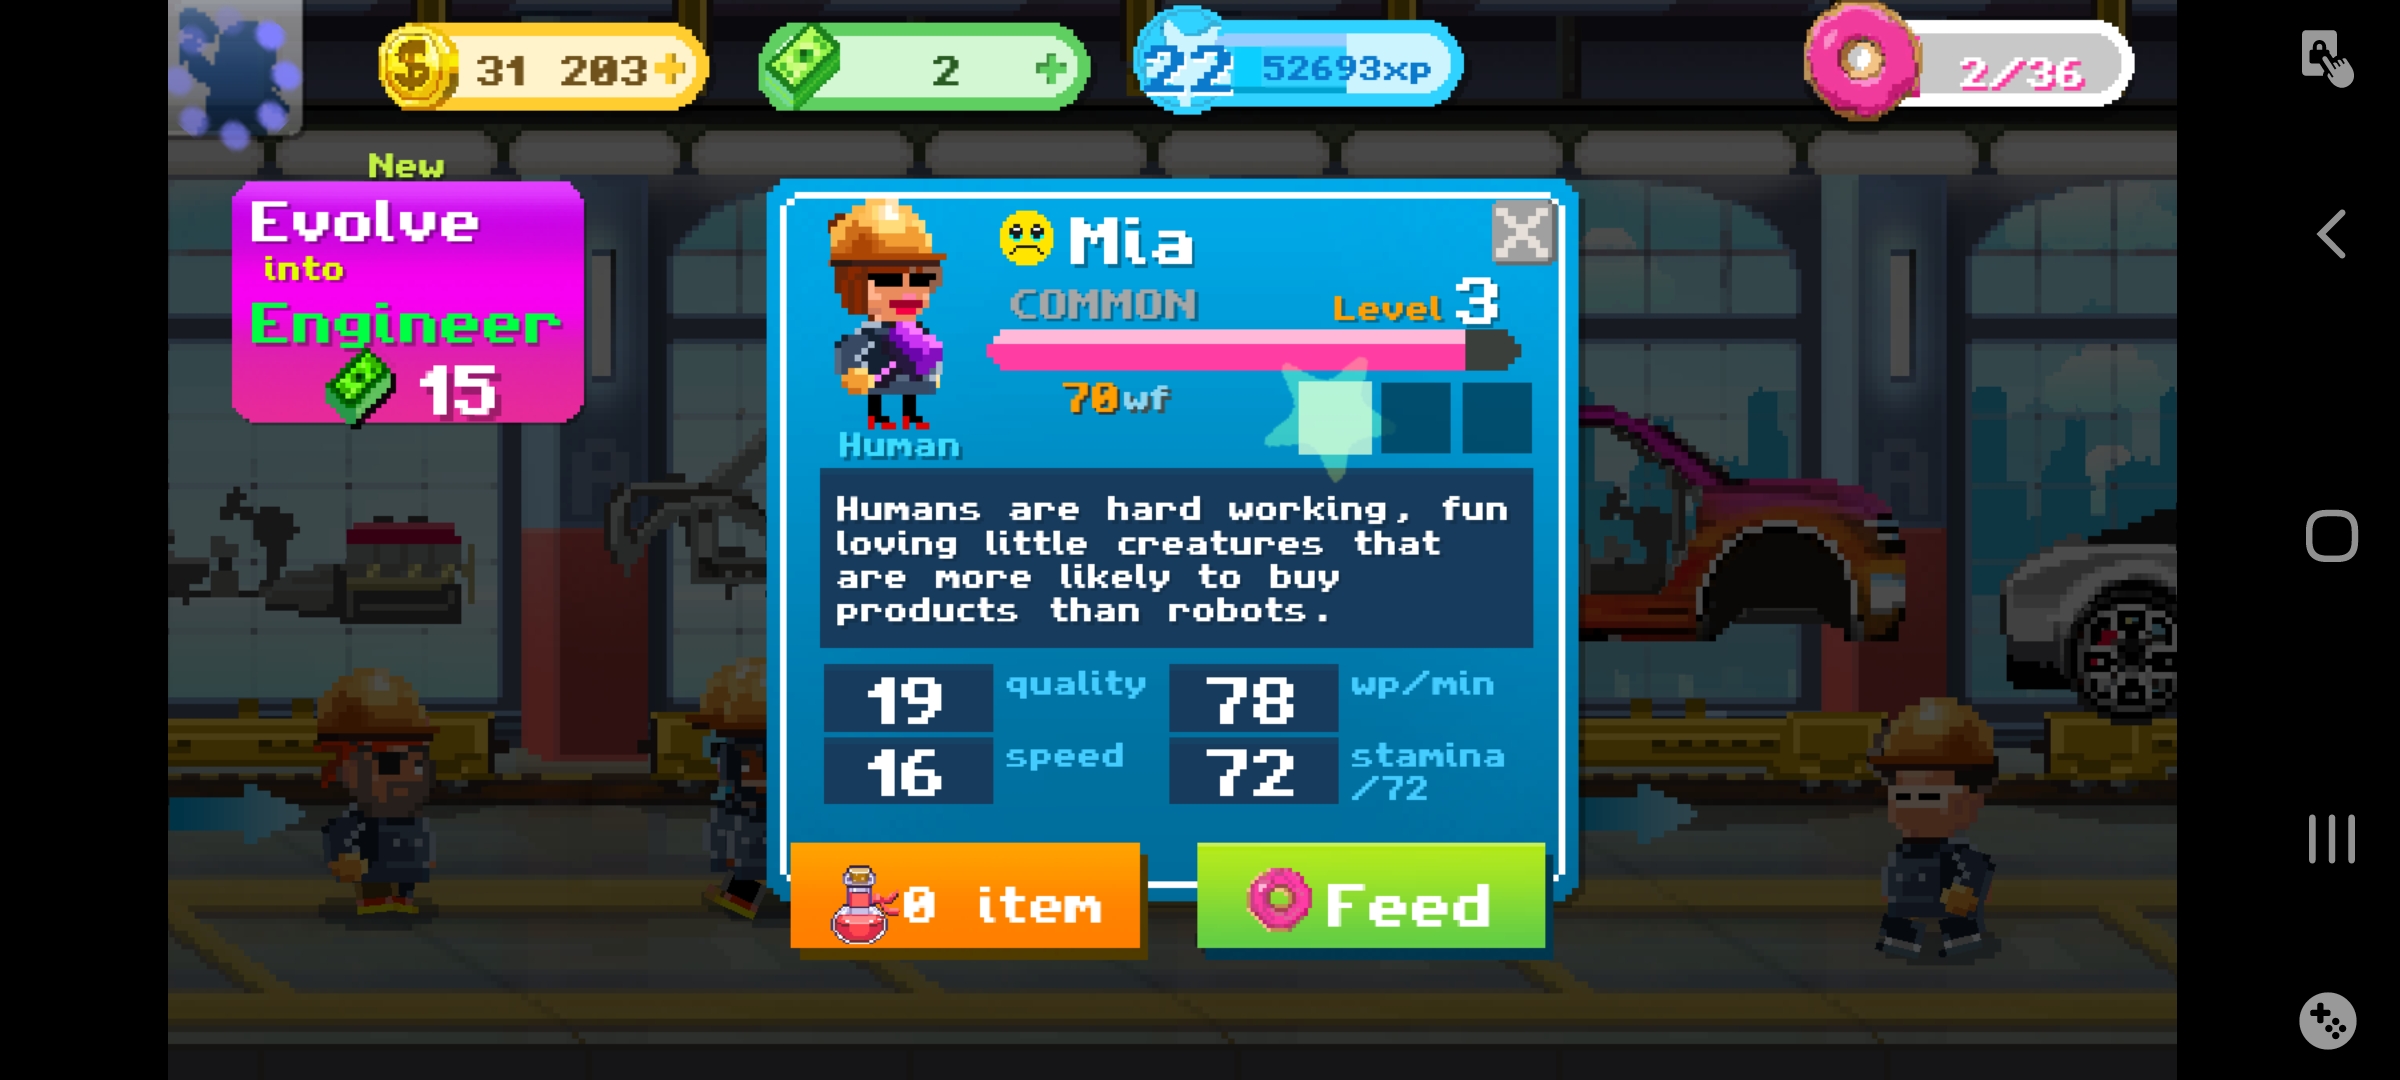 31 203
2
22 52693xp
2/36
New
Evolve
into
Engineer
15
Mia
COMMON
Level 3
70wf
Human
Humans are hard working, fun
loving little creatures that
are more likely to buy
products than robots.
19 quality
78 wp/min
16 speed
72 stamina
/72
0 item
Feed